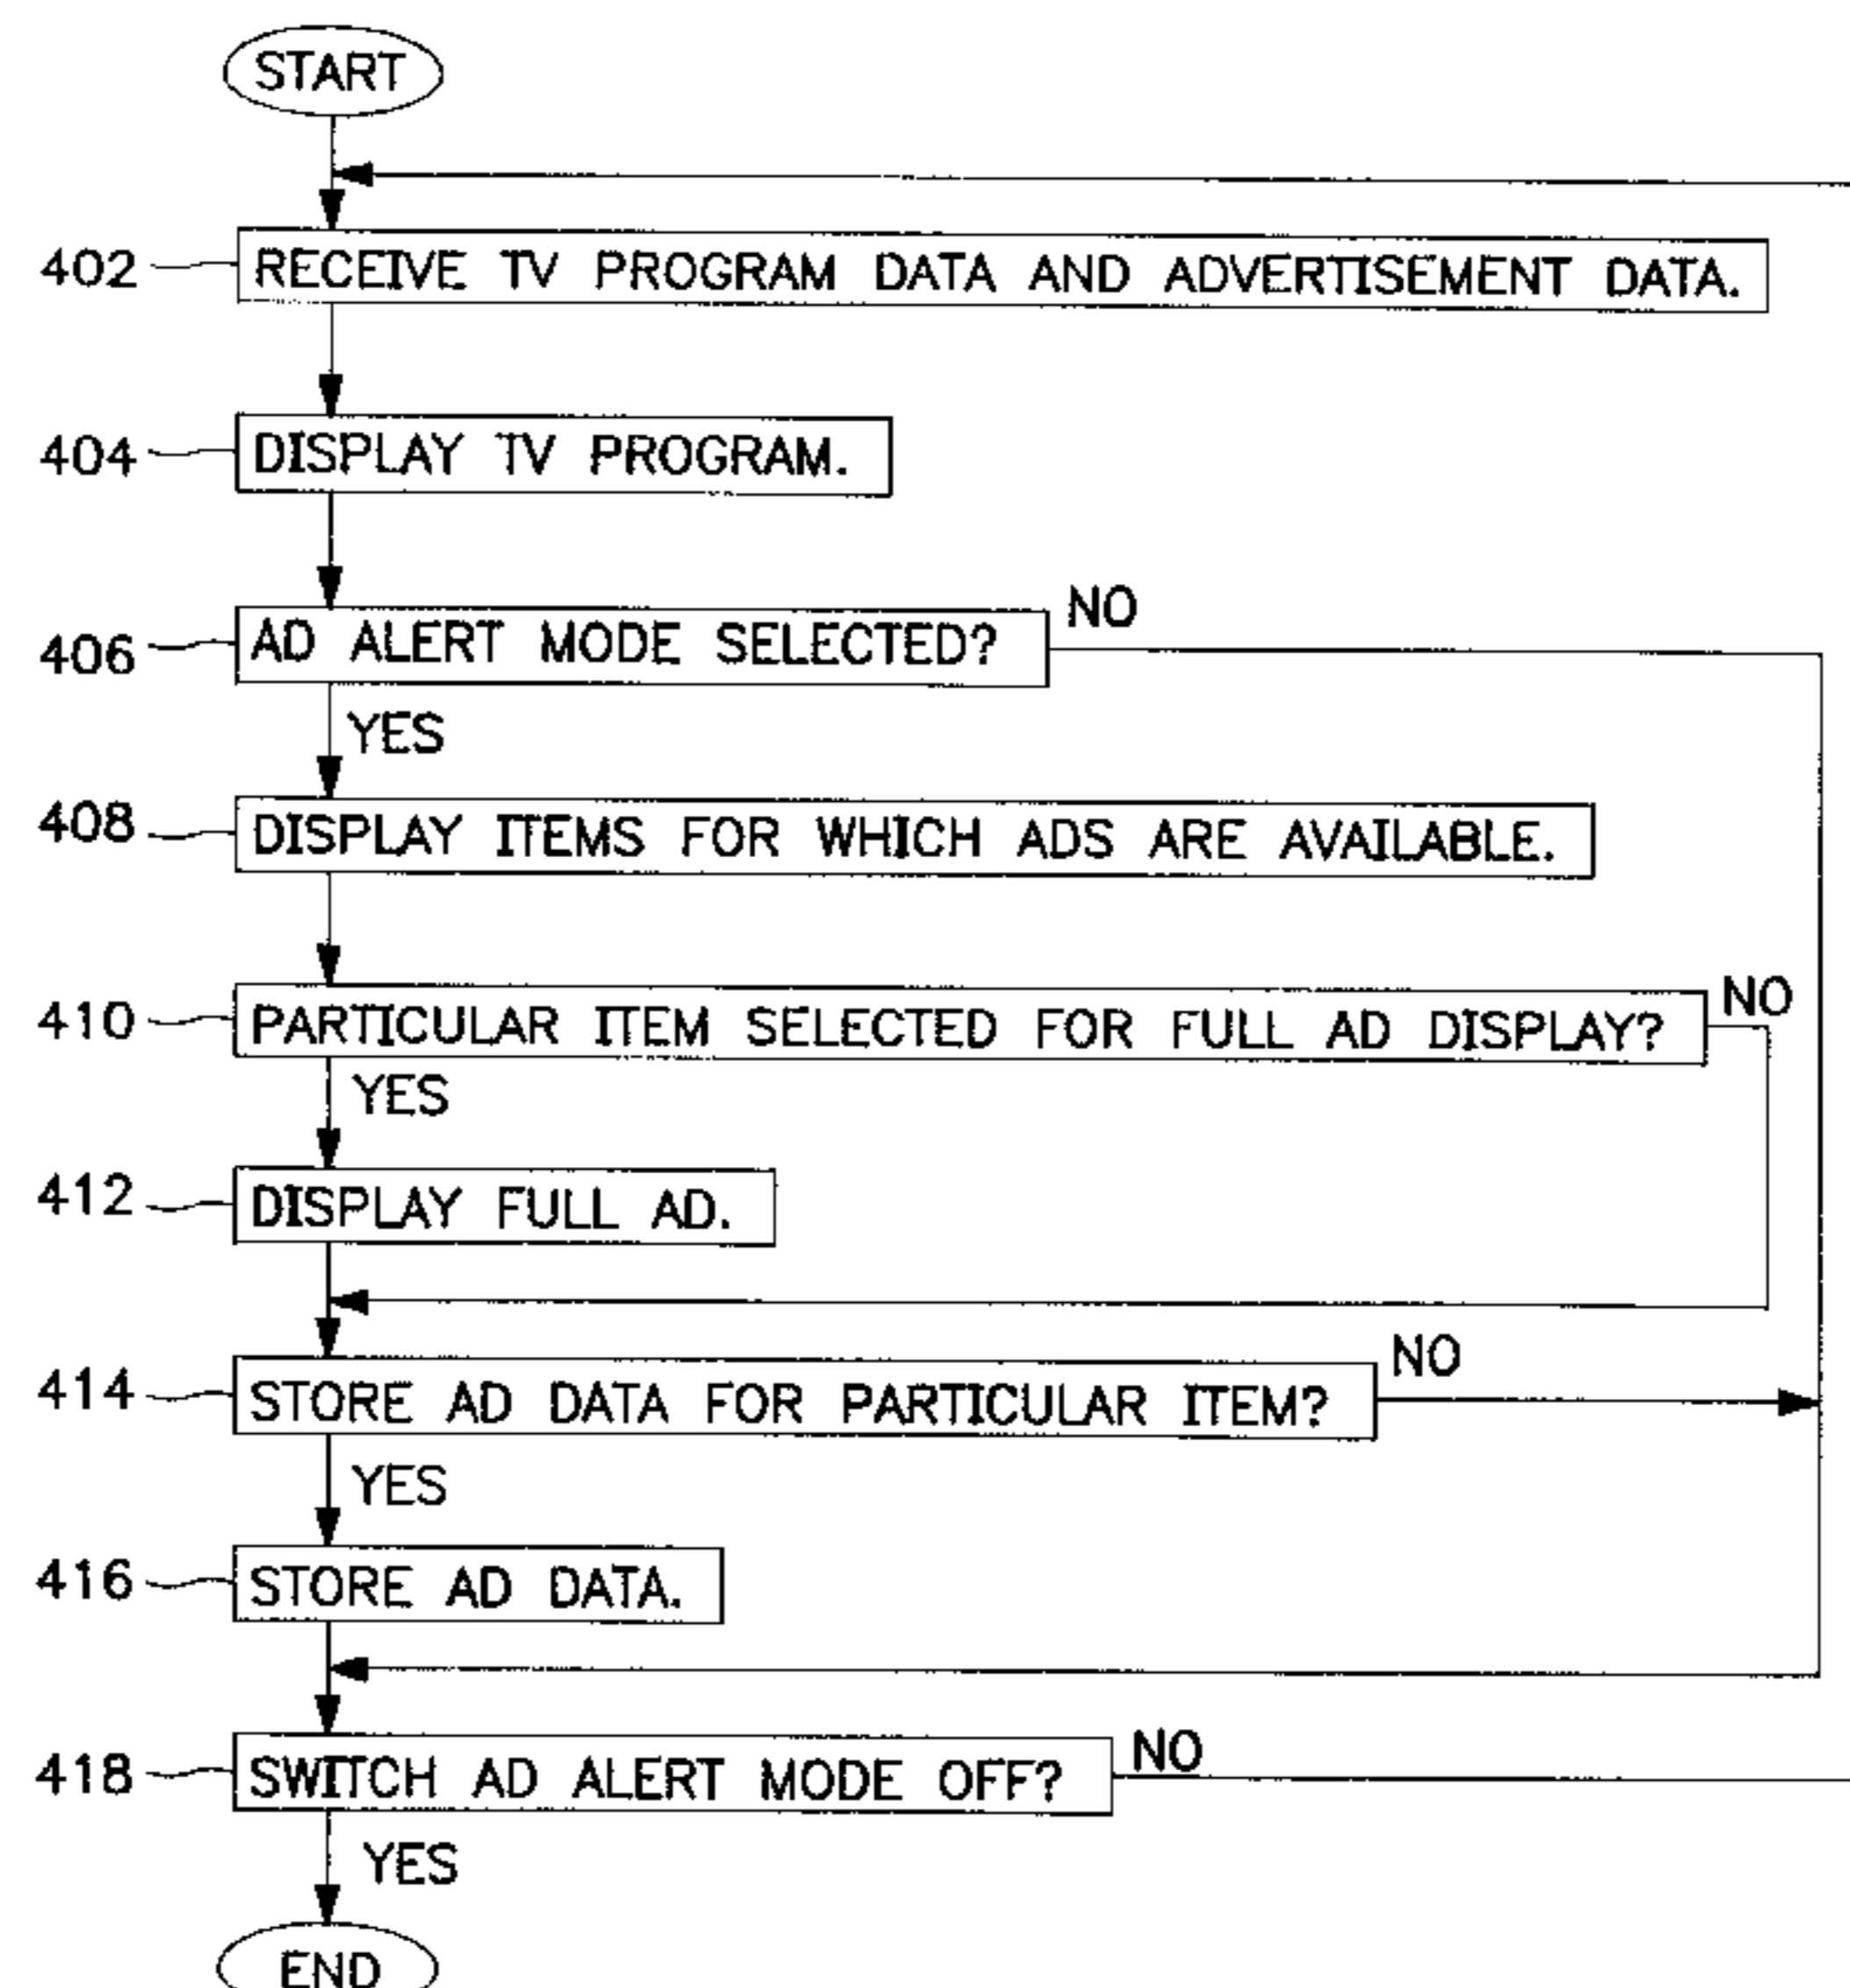 START
402 RECEIVE TV PROGRAM DATA AND ADVERTISEMENT DATA.
404 DISPLAY TV PROGRAM.
406 AD ALERT MODE SELECTED? NO
YES
408 DISPLAY ITEMS FOR WHICH ADS ARE AVAILABLE.
410 PARTICULAR ITEM SELECTED FOR FULL AD DISPLAY? NO
YES
412 DISPLAY FULL AD.
414 STORE AD DATA FOR PARTICULAR ITEM? NO
YES
416 STORE AD DATA.
418 SWITCH AD ALERT MODE OFF? NO
YES
END